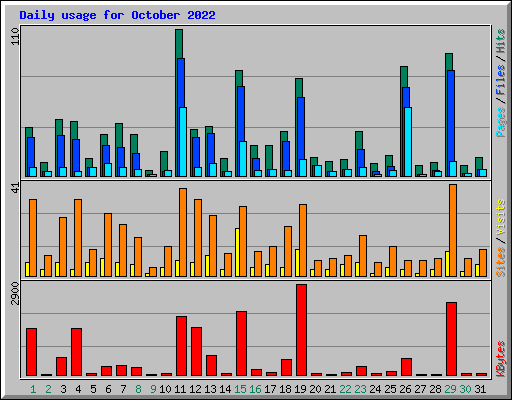 Daily usage for October 2022
110
Pages / Files / Hits
41
Sites / Visits
2900
KBytes
1 2 3 4 5 6 7 8 9 10 11 12 13 14 15 16 17 18 19 20 21 22 23 24 25 26 27 28 29 30 31